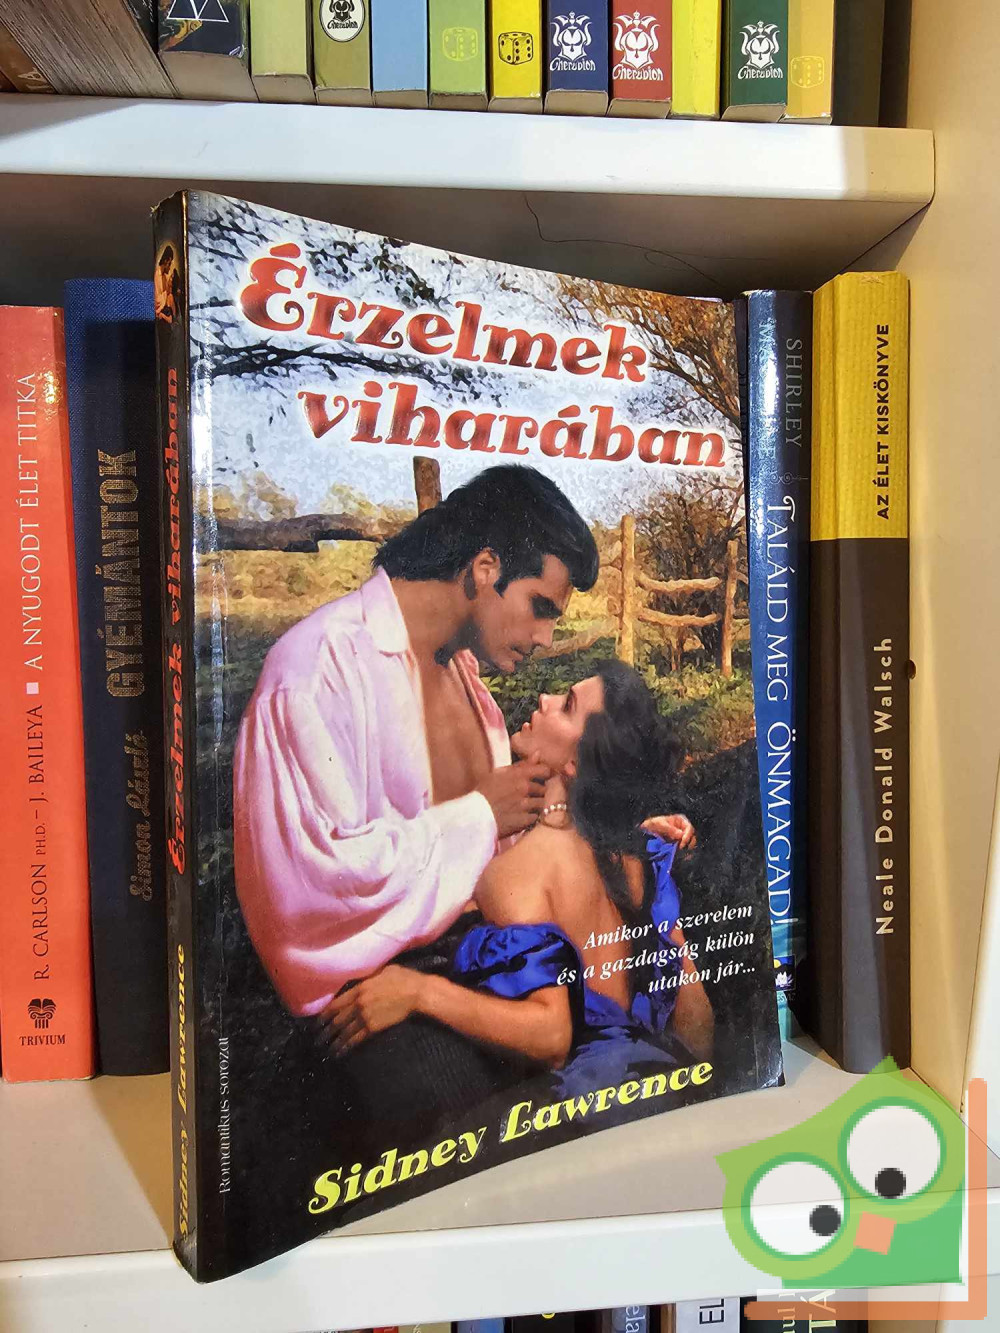 Cherubion
Cherubion
Cherubion
Cherubion
Érzelmek
viharában
Amikor a szerelem
és a gazdagság külön
utakon jár...
Sidney Lawrence
Romantikus sorozat
Sidney Lawrence Érzelmek viharában
R. CARLSON PH.D. – J. BAILEYA ■ A NYUGODT ÉLET TITKA
TRIVIUM
Simon László GYÉMÁNTOK
SHIRLEY
TALÁLD MEG ÖNMAGAD!
Neale Donald Walsch AZ ÉLET KISKÖNYVE